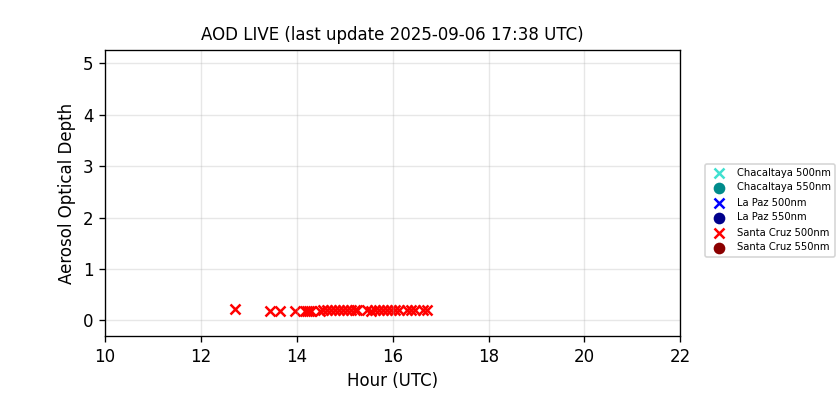 AOD LIVE (last update 2025-09-06 17:38 UTC)
5
4
3
2
1
0
Aerosol Optical Depth
10 12 14 16 18 20 22
Hour (UTC)
Chacaltaya 500nm
Chacaltaya 550nm
La Paz 500nm
La Paz 550nm
Santa Cruz 500nm
Santa Cruz 550nm